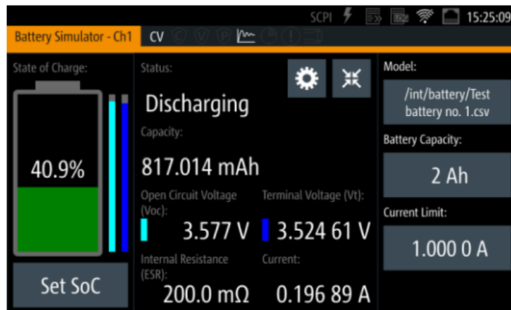 SCPI
15:25:09
Battery Simulator - Ch1
CV
State of Charge:
40.9%
Set SoC
Status:
Discharging
Capacity:
817.014 mAh
Open Circuit Voltage
(Voc):
3.577 V
Terminal Voltage (Vt):
3.524 61 V
Internal Resistance
(ESR):
200.0 mΩ
Current:
0.196 89 A
Model:
/int/battery/Test
battery no. 1.csv
Battery Capacity:
2 Ah
Current Limit:
1.000 0 A